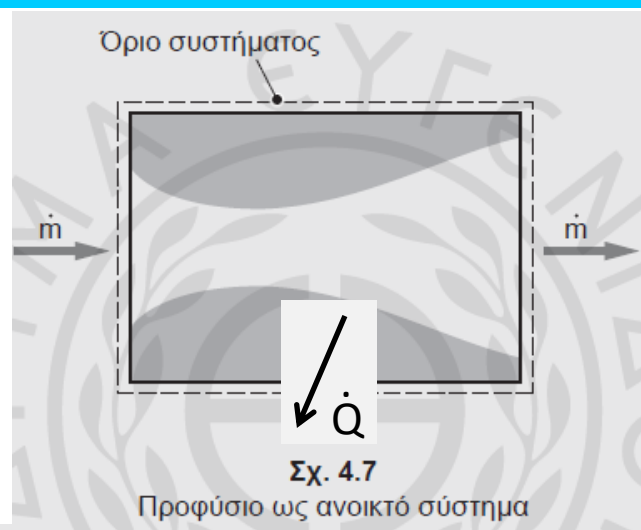 Όριο συστήματος
ṁ
ṁ
Q̇
Σχ. 4.7
Προφύσιο ως ανοικτό σύστημα